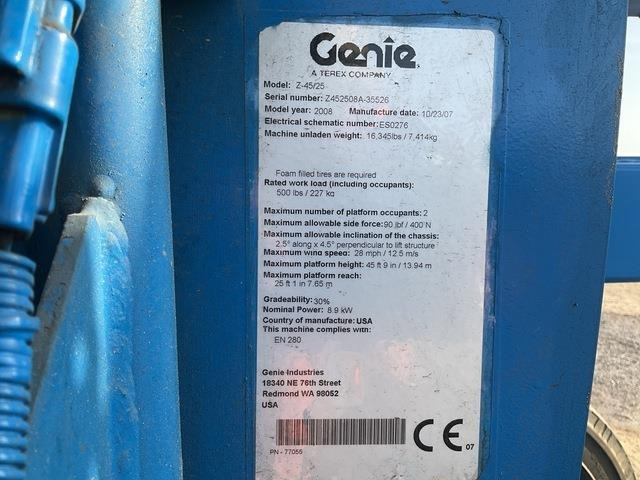 Genie
A TEREX COMPANY
Model: Z-45/25
Serial number: Z452508A-35526
Model year: 2008 Manufacture date: 10/23/07
Electrical schematic number: ES0276
Machine unladen weight: 16,345lbs / 7,414kg
Foam filled tires are required
Rated work load (including occupants):
500 lbs / 227 kg
Maximum number of platform occupants: 2
Maximum allowable side force: 90 lbf / 400 N
Maximum allowable inclination of the chassis:
2.5° along x 4.5° perpendicular to lift structure
Maximum wind speed: 28 mph / 12.5 m/s
Maximum platform height: 45 ft 9 in / 13.94 m
Maximum platform reach:
25 ft 1 in 7.65 m
Gradeability: 30%
Nominal Power: 8.9 kW
Country of manufacture: USA
This machine complies with:
EN 280
Genie Industries
18340 NE 76th Street
Redmond WA 98052
USA
CE 07
PN - 77055